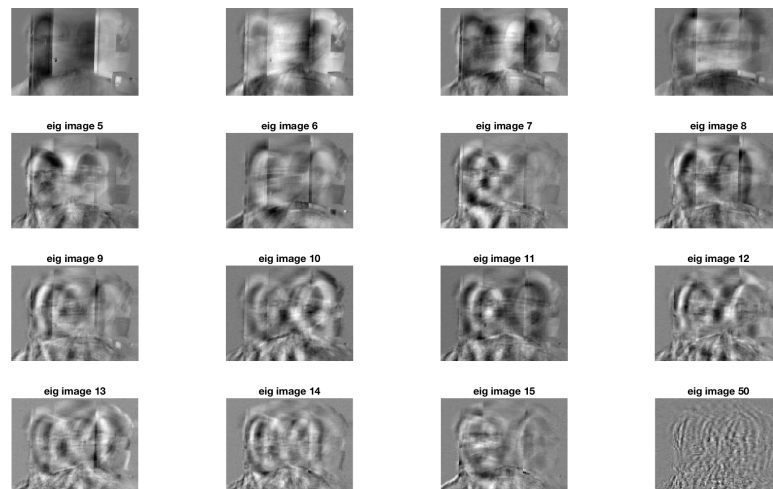 eig image 5
eig image 6
eig image 7
eig image 8
eig image 9
eig image 10
eig image 11
eig image 12
eig image 13
eig image 14
eig image 15
eig image 50